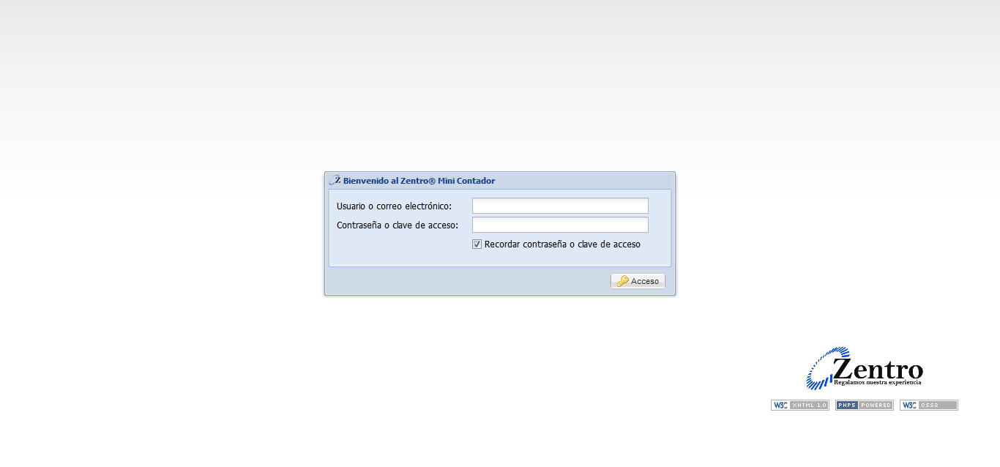 Z Bienvenido al Zentro® Mini Contador
Usuario o correo electrónico:
Contraseña o clave de acceso:
Recordar contraseña o clave de acceso
Acceso
Zentro
Regalamos nuestra experiencia
W3C XHTML 1.0 PHP5 POWERED W3C CSS2